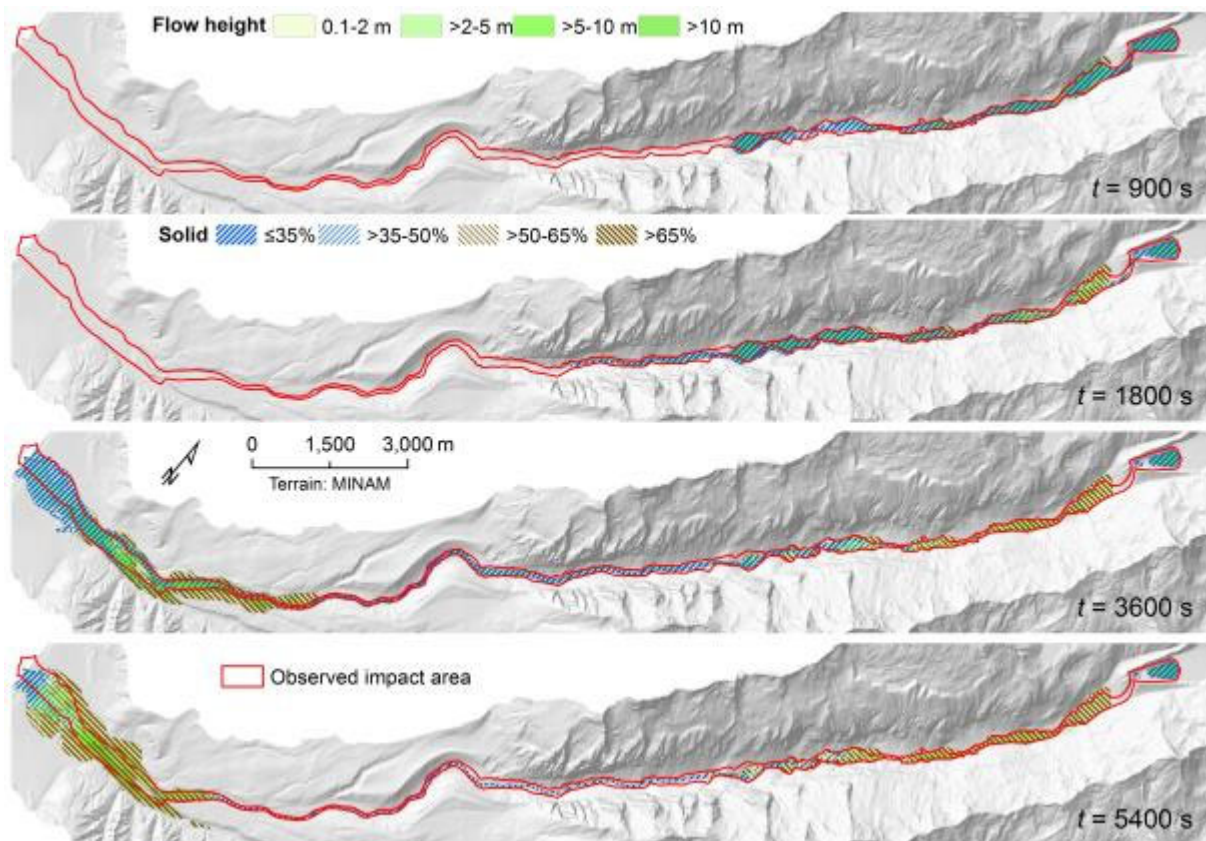 Flow height 0.1-2 m >2-5 m >5-10 m >10 m
t = 900 s
Solid ≤35% >35-50% >50-65% >65%
t = 1800 s
N 0 1,500 3,000 m
Terrain: MINAM
t = 3600 s
Observed impact area
t = 5400 s